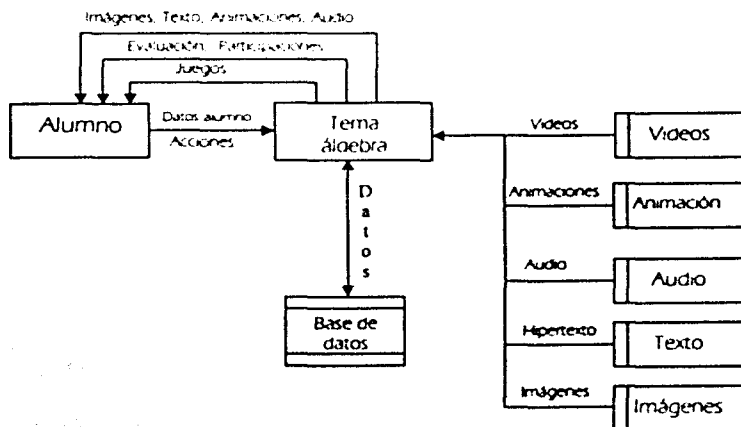 Imágenes, Texto, Animaciones, Audio
Evaluación, Participaciones
Juegos
Alumno
Datos alumno
Acciones
Tema
álgebra
Videos
Videos
Animaciones
Animación
Datos
Audio
Audio
Base de
datos
Hipertexto
Texto
Imágenes
Imágenes